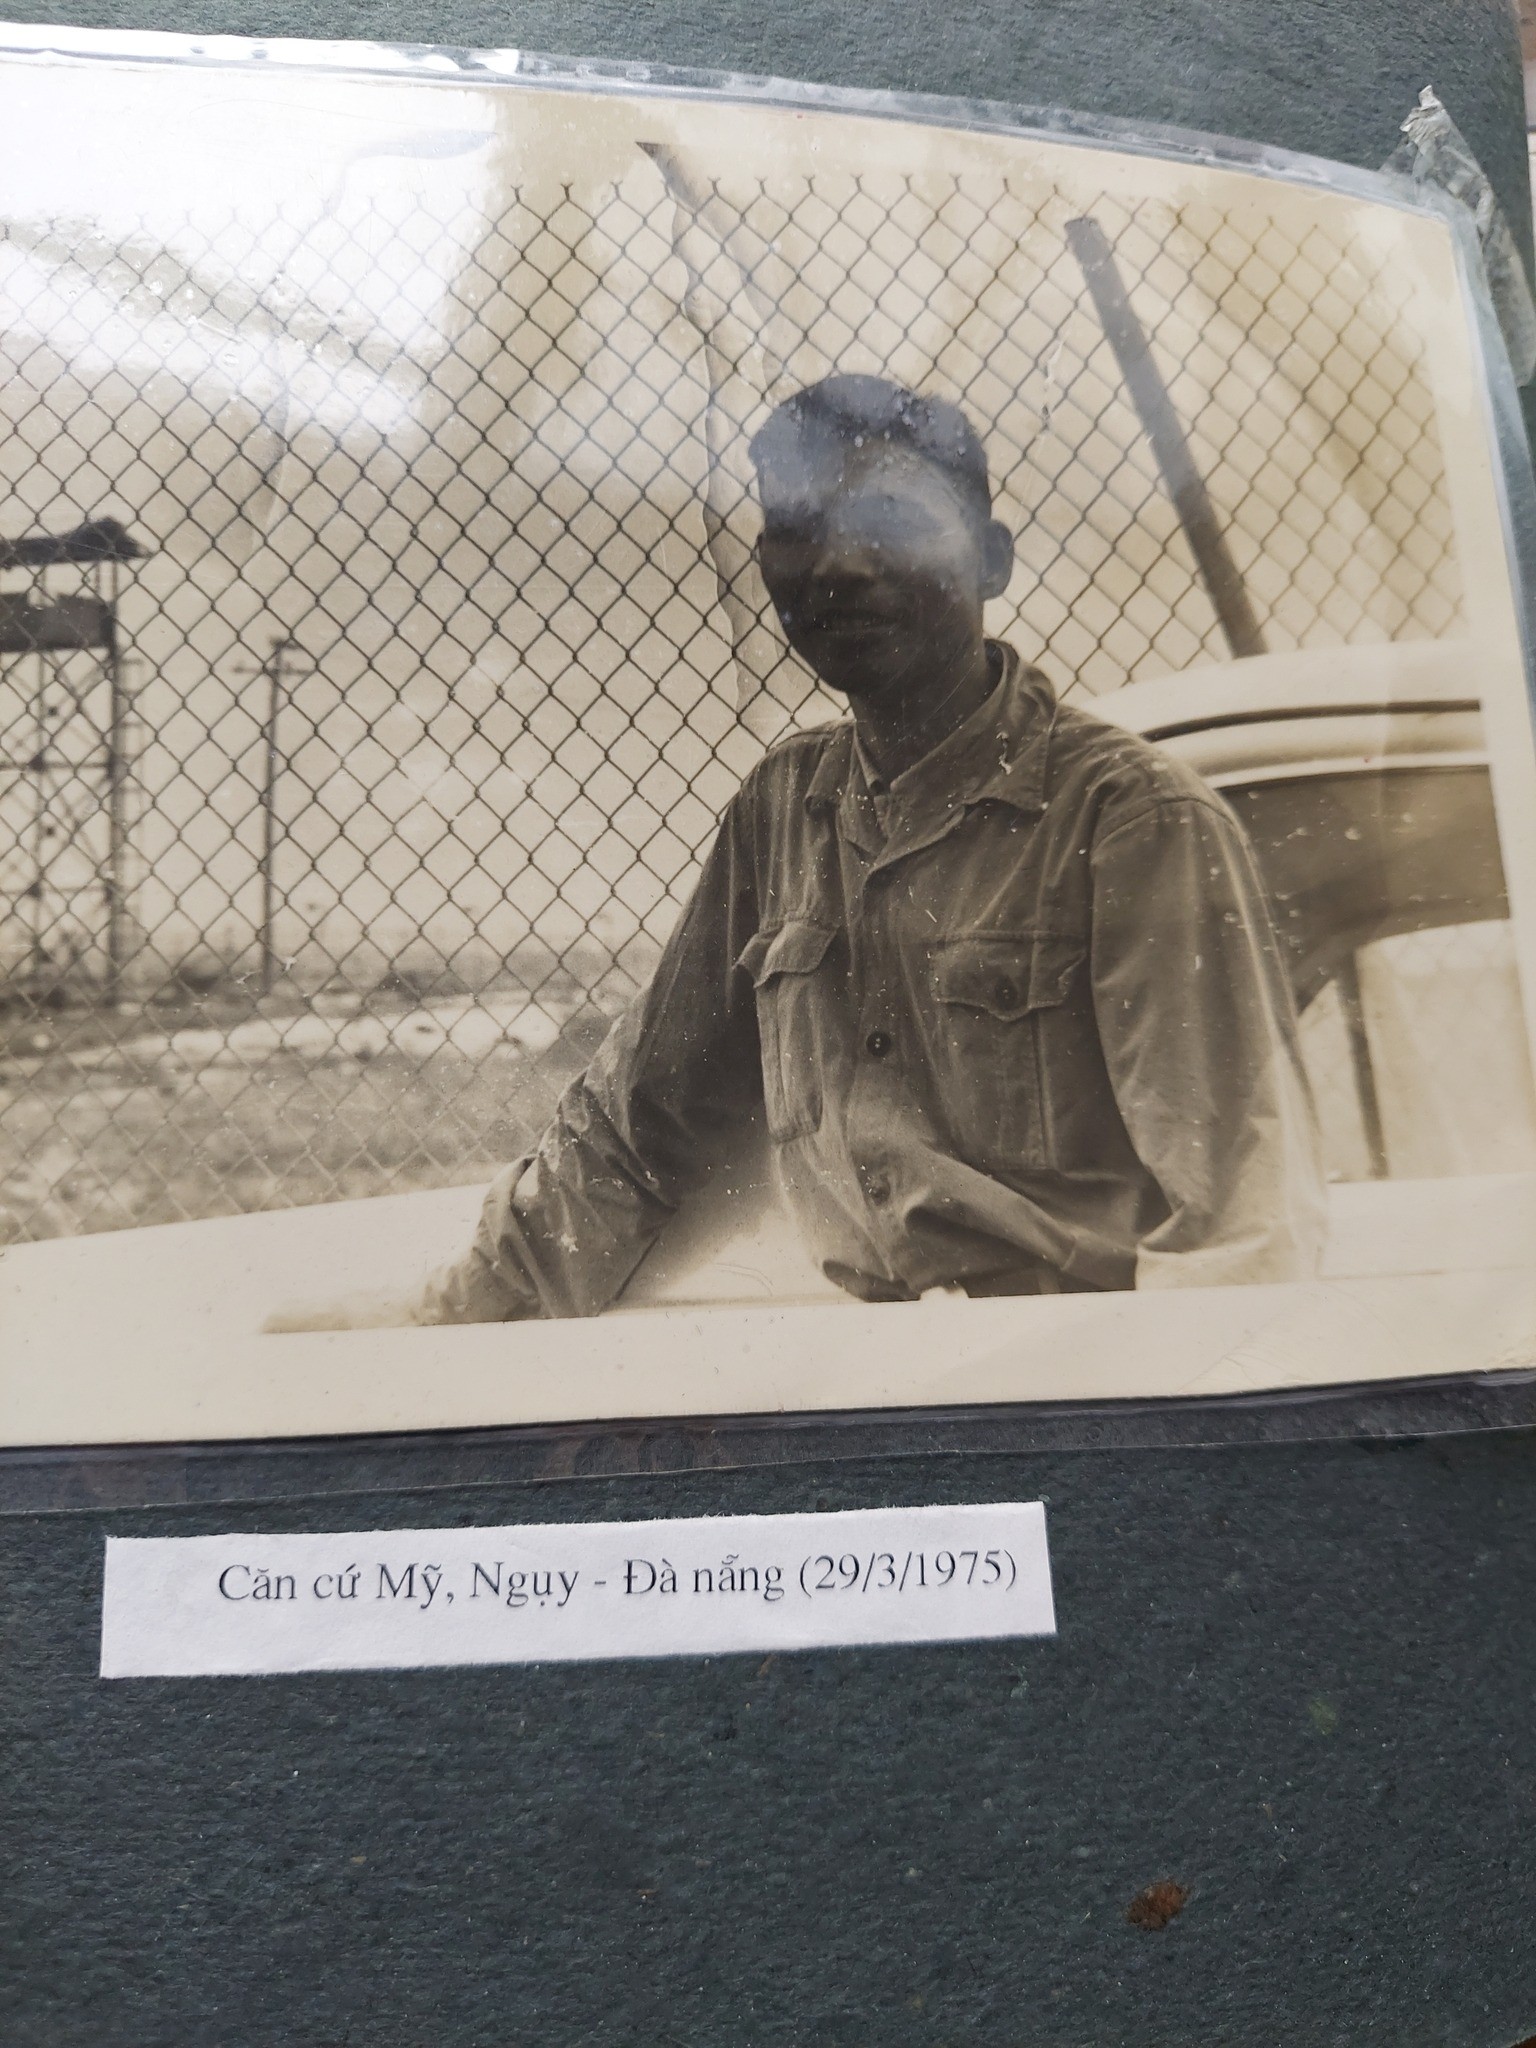 Căn cứ Mỹ, Ngụy - Đà nẵng (29/3/1975)